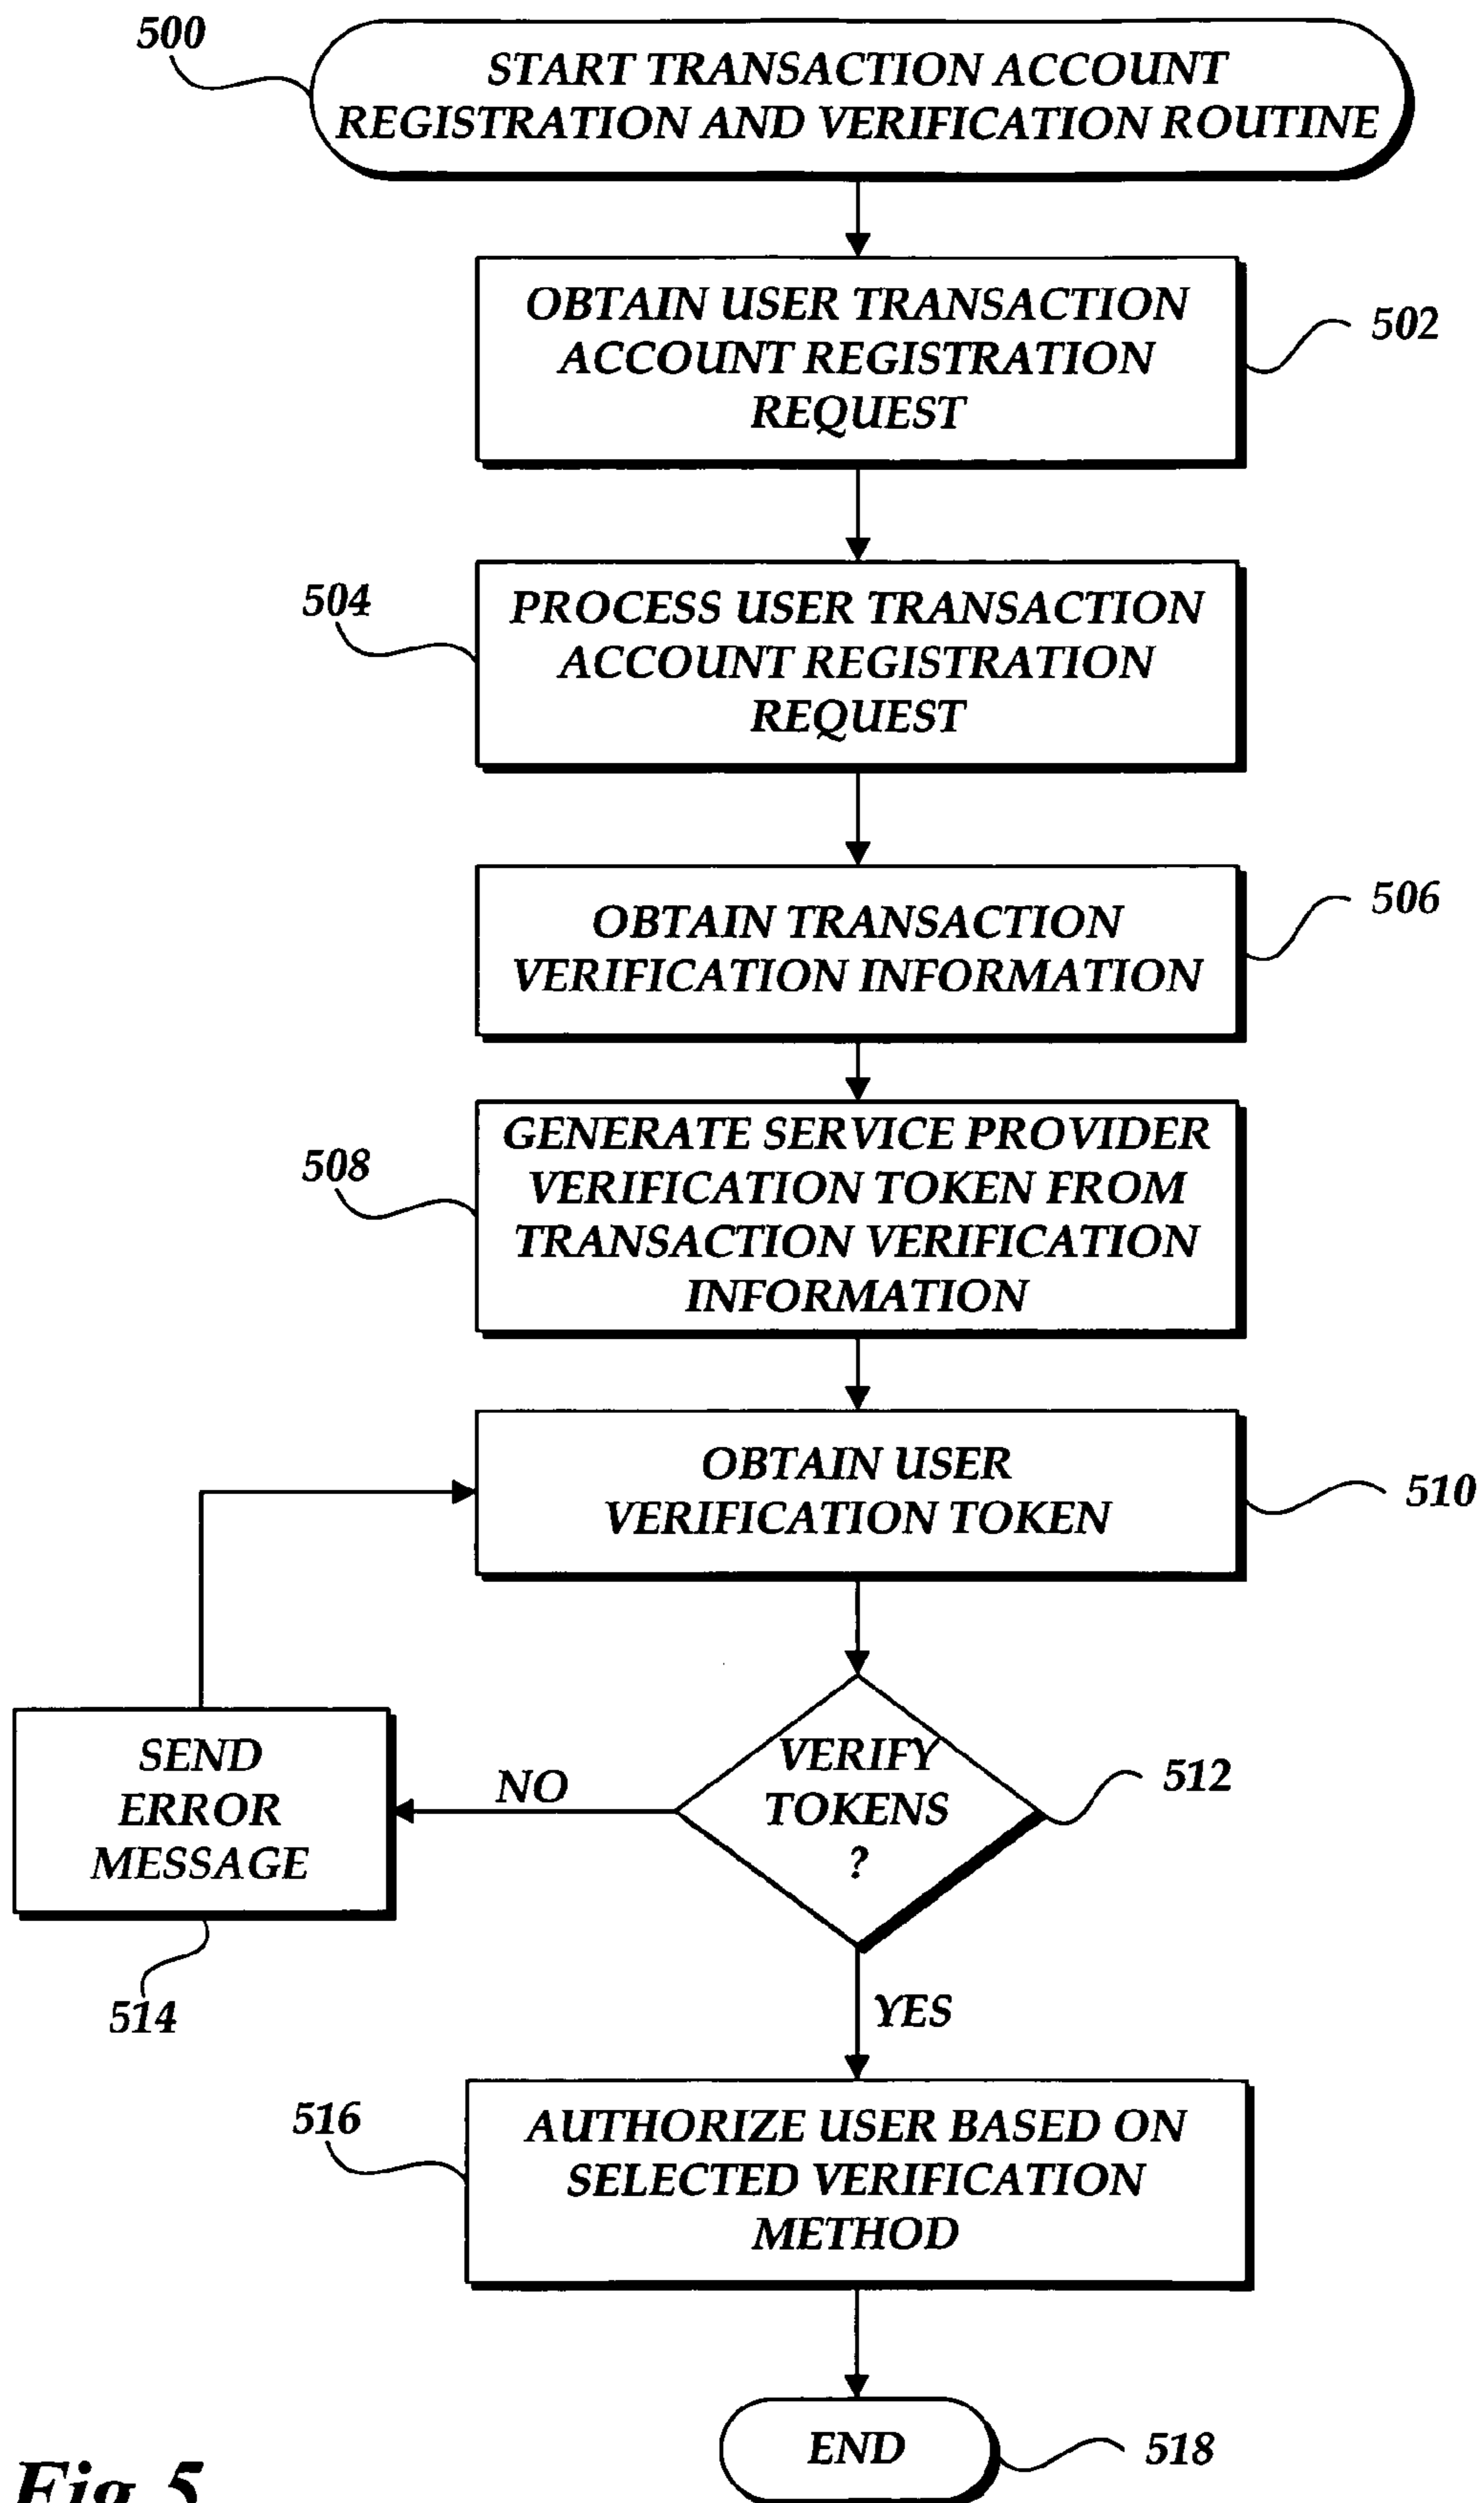 500
START TRANSACTION ACCOUNT
REGISTRATION AND VERIFICATION ROUTINE
OBTAIN USER TRANSACTION
ACCOUNT REGISTRATION
REQUEST
502
504
PROCESS USER TRANSACTION
ACCOUNT REGISTRATION
REQUEST
OBTAIN TRANSACTION
VERIFICATION INFORMATION
506
508
GENERATE SERVICE PROVIDER
VERIFICATION TOKEN FROM
TRANSACTION VERIFICATION
INFORMATION
OBTAIN USER
VERIFICATION TOKEN
510
VERIFY
TOKENS
?
512
NO
SEND
ERROR
MESSAGE
514
YES
516
AUTHORIZE USER BASED ON
SELECTED VERIFICATION
METHOD
END
518
Fig. 5